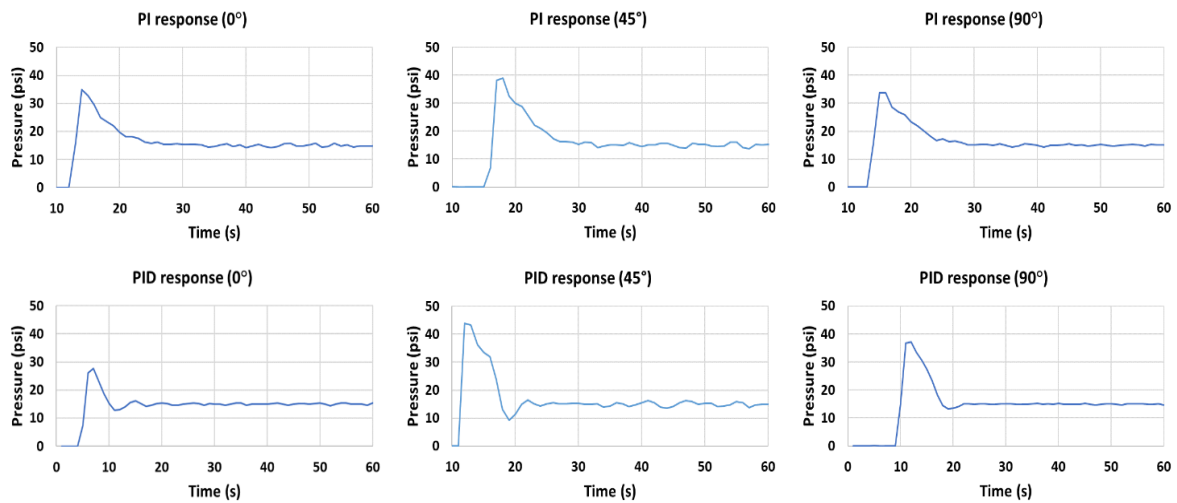 PI response (0°)
PI response (45°)
PI response (90°)
50
40
30
20
10
0
Pressure (psi)
10 20 30 40 50 60
Time (s)
50
40
30
20
10
0
Pressure (psi)
10 20 30 40 50 60
Time (s)
50
40
30
20
10
0
Pressure (psi)
10 20 30 40 50 60
Time (s)
PID response (0°)
PID response (45°)
PID response (90°)
50
40
30
20
10
0
Pressure (psi)
0 10 20 30 40 50 60
Time (s)
50
40
30
20
10
0
Pressure (psi)
10 20 30 40 50 60
Time (s)
50
40
30
20
10
0
Pressure (psi)
0 10 20 30 40 50 60
Time (s)